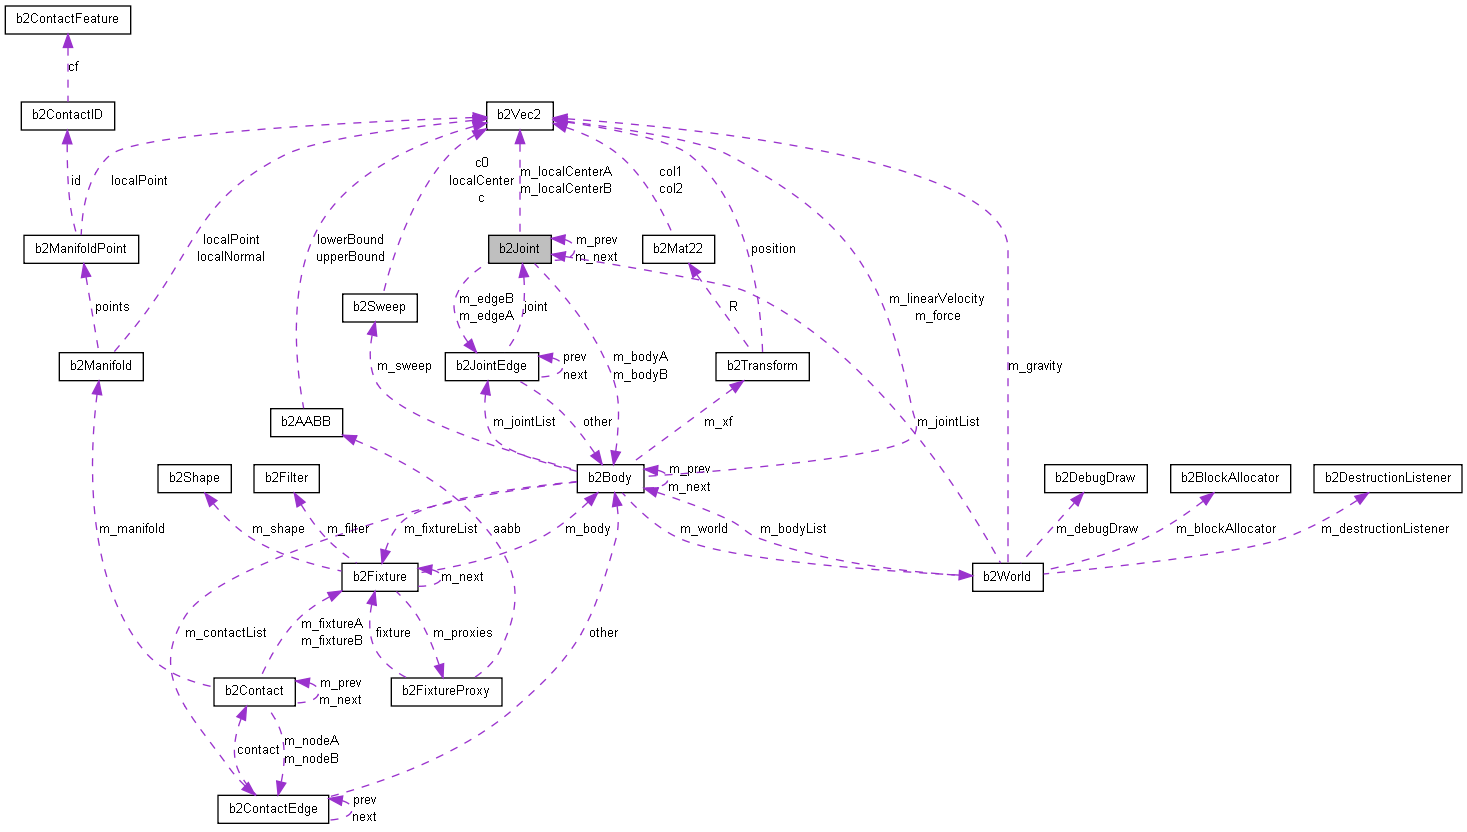 b2ContactFeature
cf
b2ContactID
b2Vec2
c0
localCenter
c
m_localCenterA
m_localCenterB
col1
col2
id
localPoint
b2ManifoldPoint
localPoint
localNormal
lowerBound
upperBound
b2Joint
m_prev
m_next
b2Mat22
position
points
b2Sweep
m_edgeB
m_edgeA
joint
R
m_linearVelocity
m_force
b2Manifold
m_sweep
b2JointEdge
prev
next
m_bodyA
m_bodyB
b2Transform
m_gravity
b2AABB
m_jointList
other
m_xf
m_jointList
b2Shape
b2Filter
b2Body
m_prev
m_next
b2DebugDraw
b2BlockAllocator
b2DestructionListener
m_manifold
m_shape
m_filter
m_fixtureList
aabb
m_body
m_world
m_bodyList
m_debugDraw
m_blockAllocator
m_destructionListener
b2Fixture
m_next
b2World
m_contactList
m_fixtureA
m_fixtureB
fixture
m_proxies
other
b2Contact
m_prev
m_next
b2FixtureProxy
contact
m_nodeA
m_nodeB
b2ContactEdge
prev
next